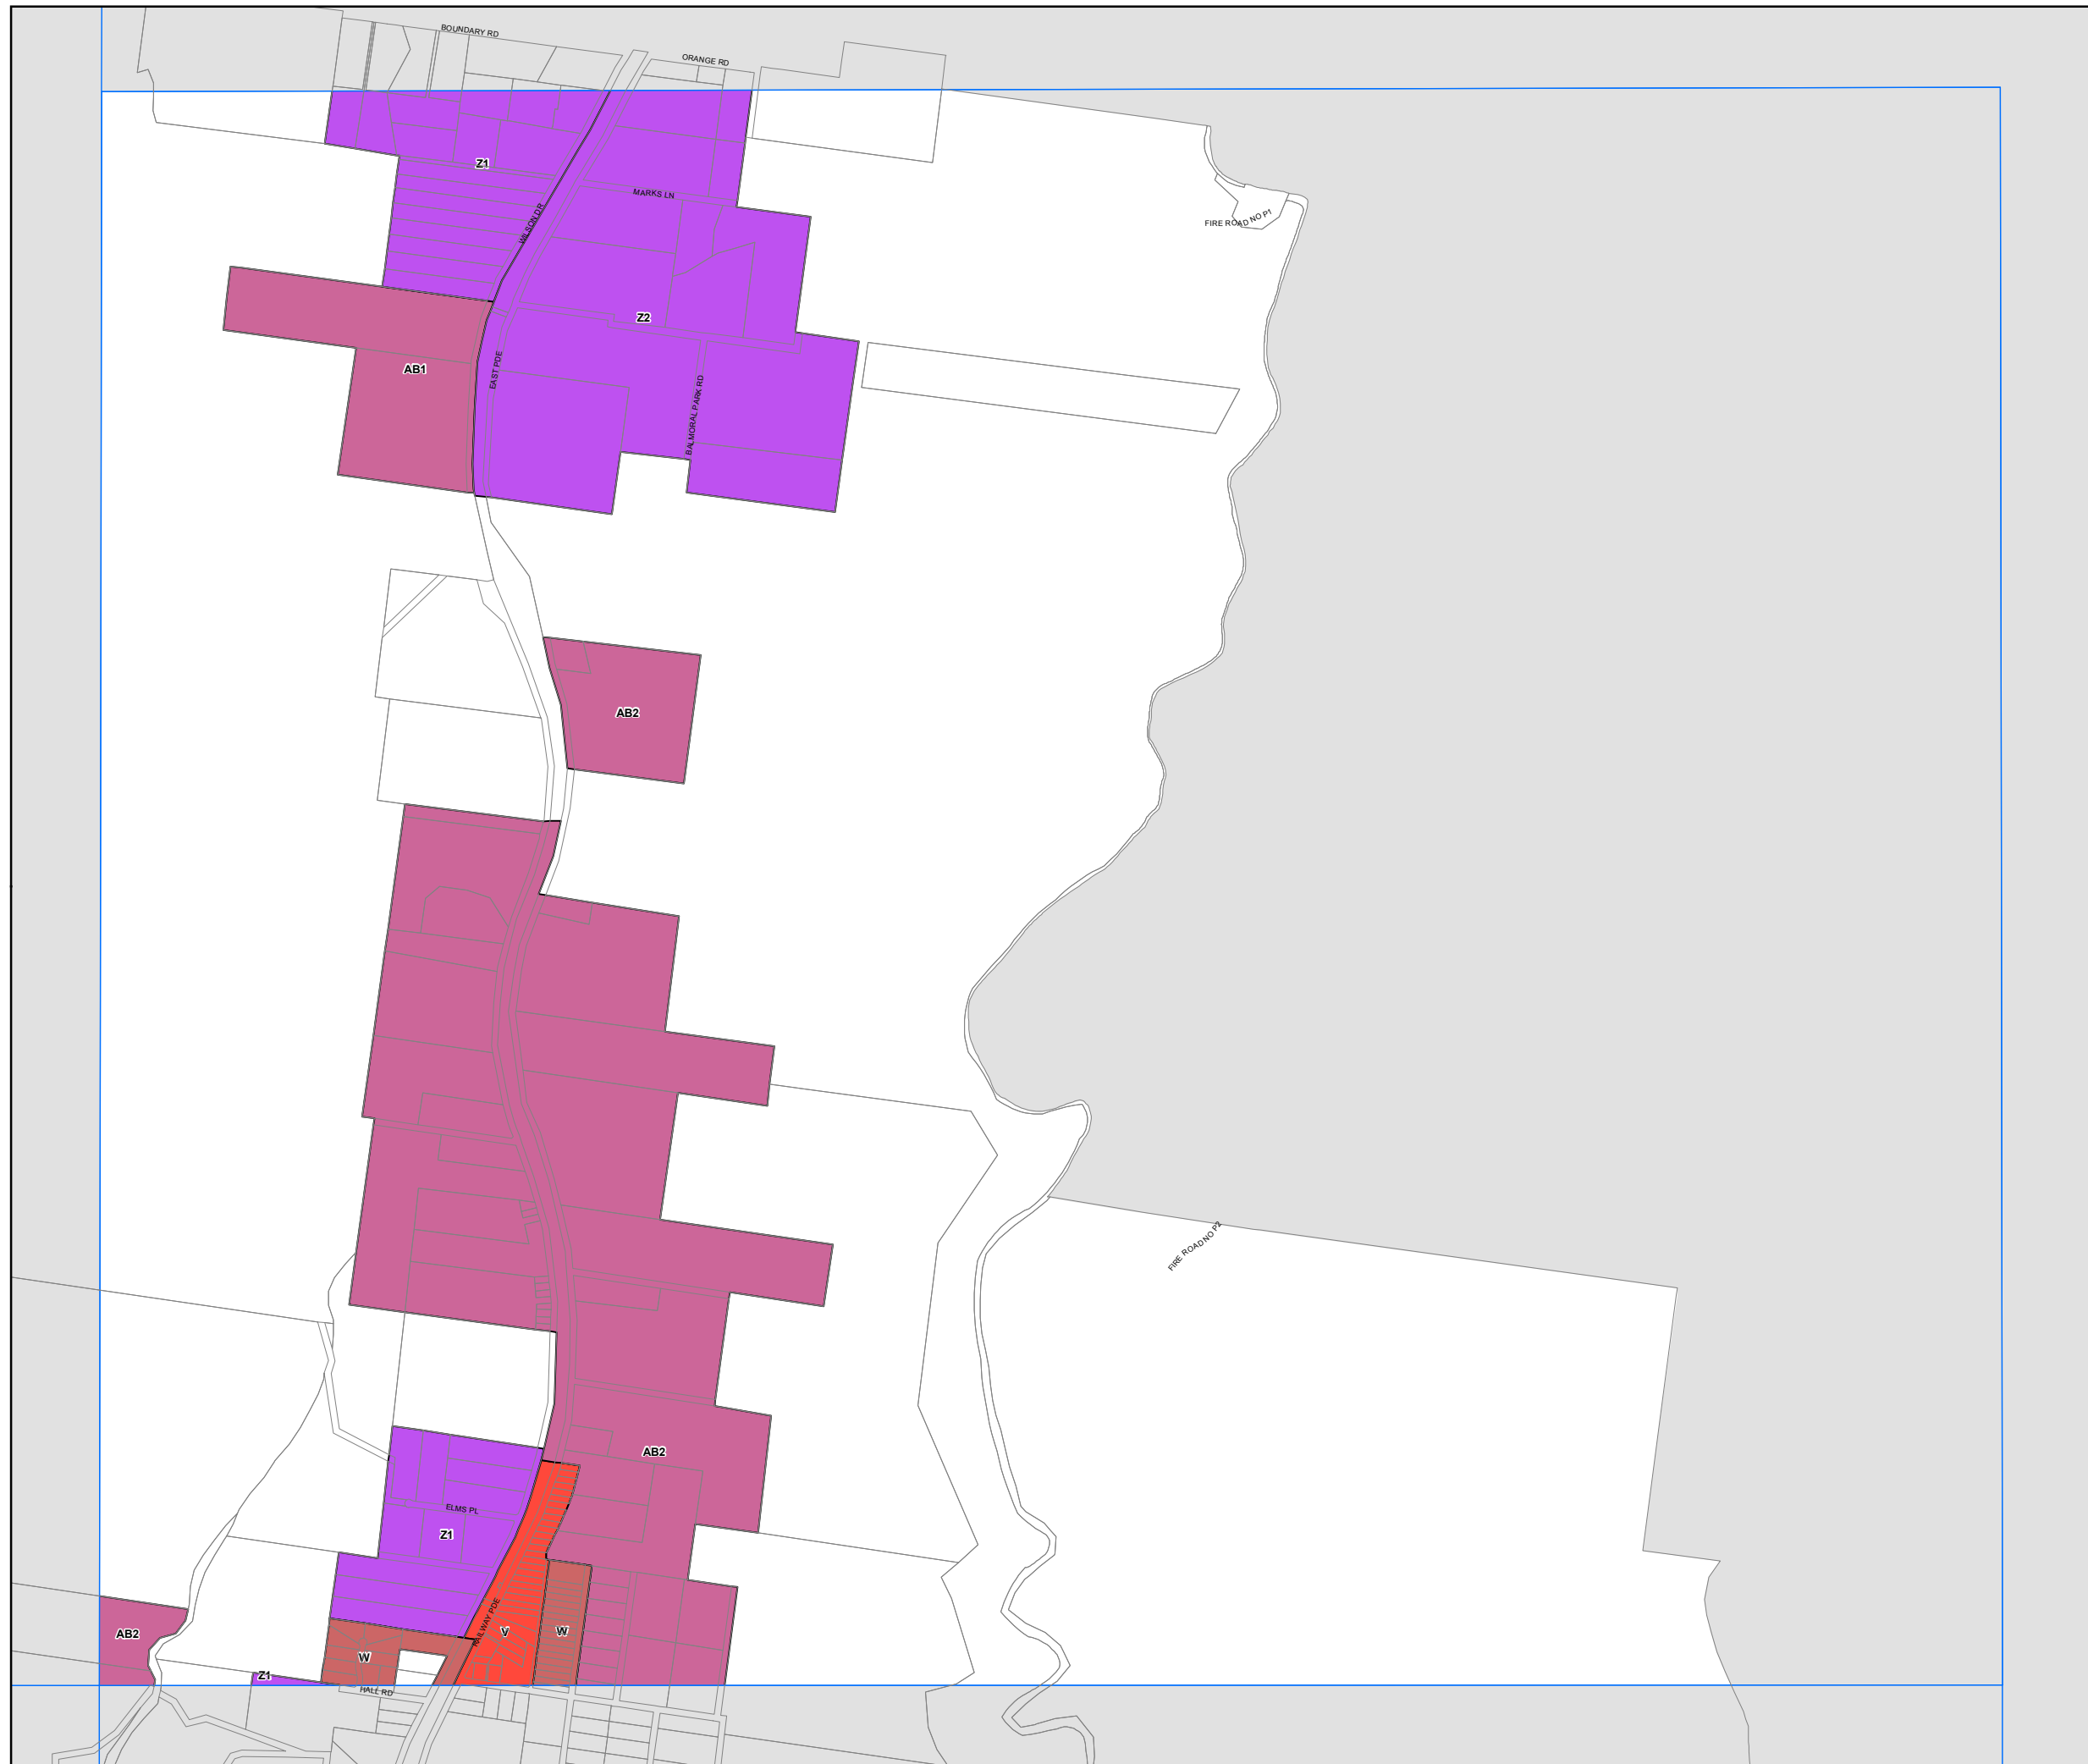 BOUNDARY RD
ORANGE RD
Z1
MARKS LN
WILSON DR
FIRE ROAD NO P1
Z2
AB1
EAST PDE
BALMORAL PARK RD
AB2
FIRE ROAD NO P2
AB2
ELMS PL
Z1
RAILWAY PDE
V
W
AB2
W
Z1
HALL RD